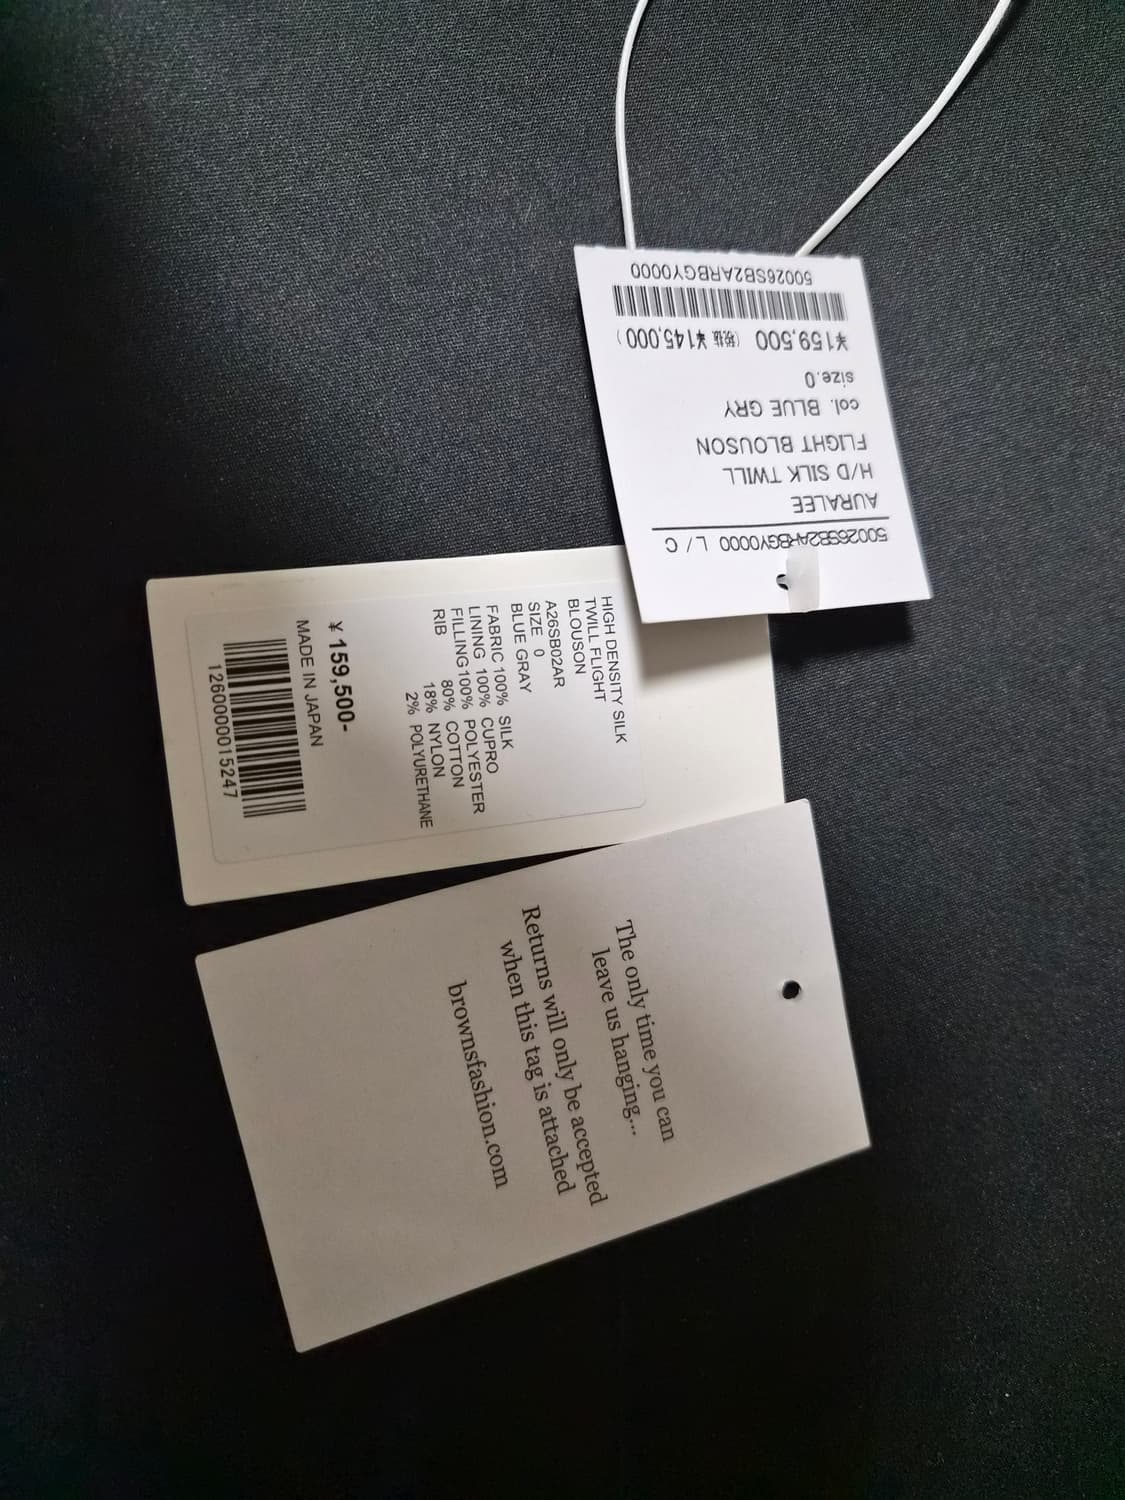 50026SB2ARBGY0000 L / C
AURALEE
H/D SILK TWILL
FLIGHT BLOUSON
col. BLUE GRY
size.0
¥159,500 (税抜 ¥145,000)
50026SB2ARBGY0000
HIGH DENSITY SILK
TWILL FLIGHT
BLOUSON
A26SB02AR
SIZE 0
BLUE GRAY
FABRIC 100% SILK
LINING 100% CUPRO
FILLING 100% POLYESTER
RIB 80% COTTON
18% NYLON
2% POLYURETHANE
¥ 159,500-
MADE IN JAPAN
1260000015247
The only time you can
leave us hanging...
Returns will only be accepted
when this tag is attached
brownsfashion.com